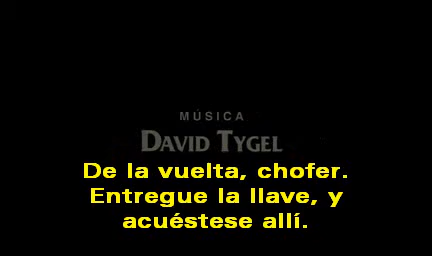 MÚSICA
DAVID TYGEL
De la vuelta, chofer.
Entregue la llave, y
acuéstese allí.